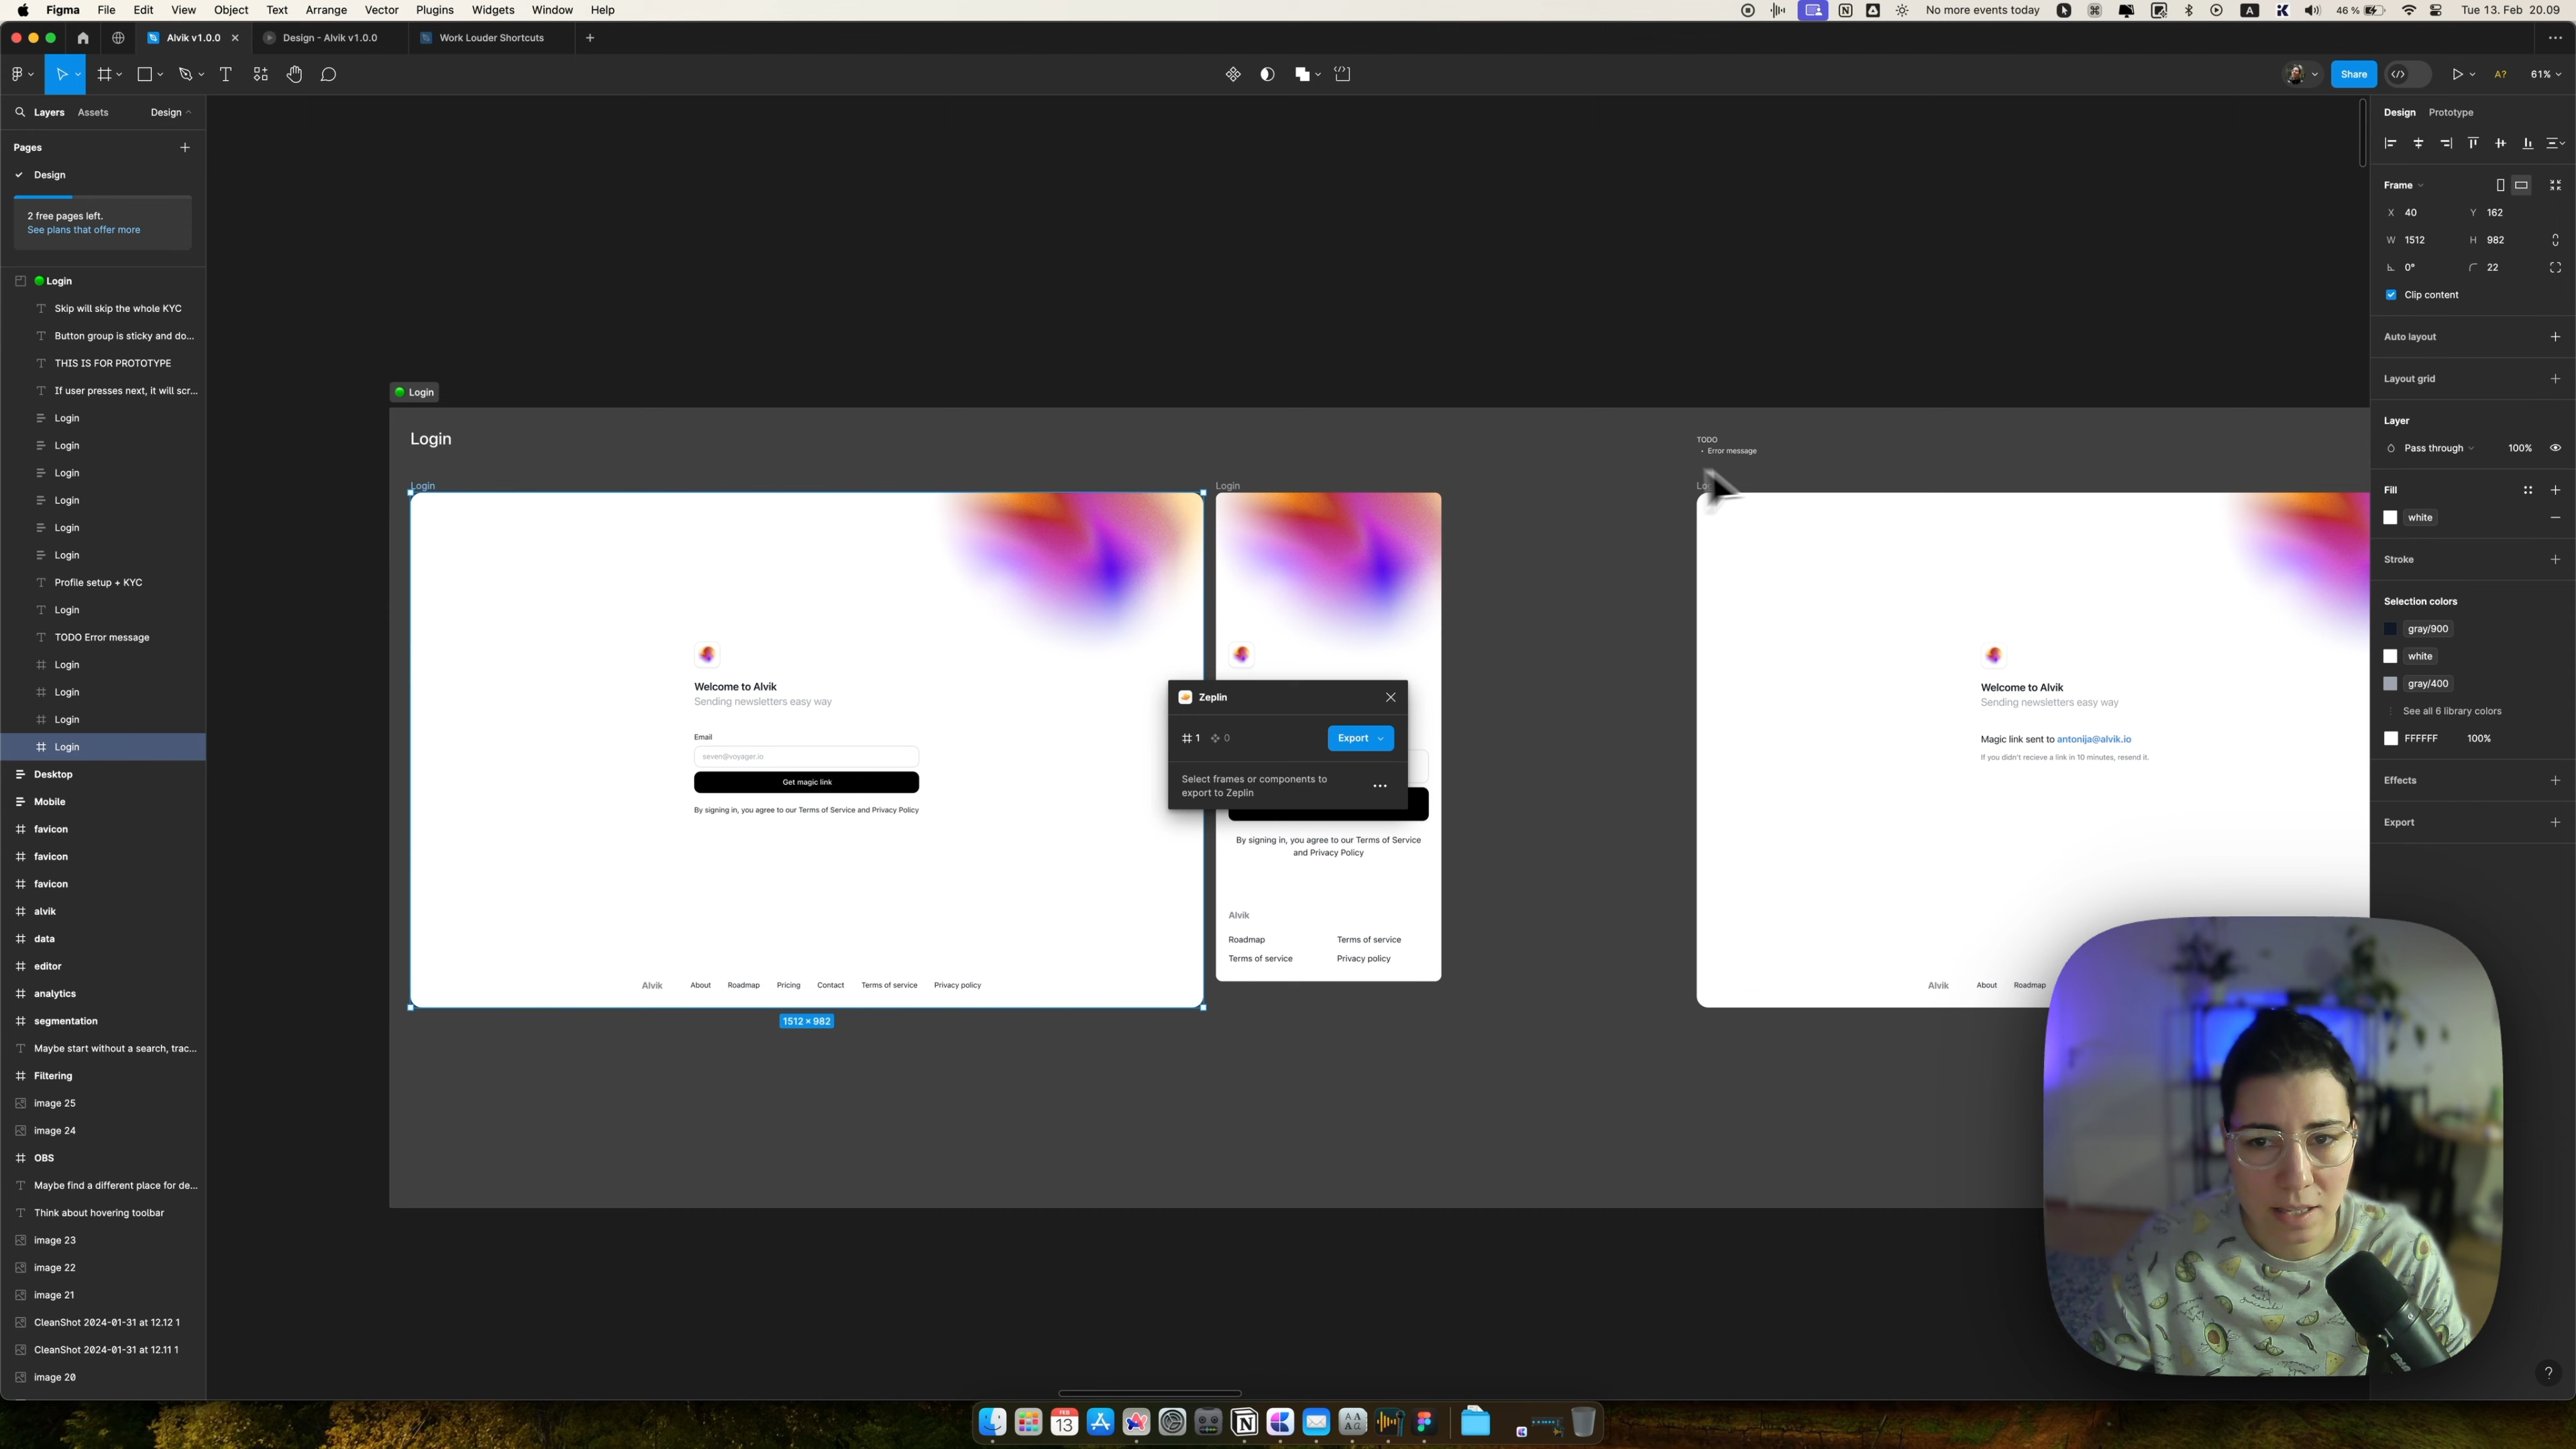 Figma File Edit View Object Text Arrange Vector Plugins Widgets Window Help
No more events today
A
46 %
Tue 13. Feb 20.09
Alvik v1.0.0
Design - Alvik v1.0.0
Work Louder Shortcuts
Share
A?
61%
Layers Assets Design
Pages
Design
2 free pages left.
See plans that offer more
Login
Skip will skip the whole KYC
Button group is sticky and do...
THIS IS FOR PROTOTYPE
If user presses next, it will scr...
Login
Login
Login
Login
Login
Login
Profile setup + KYC
Login
TODO Error message
Login
Login
Login
Login
Desktop
Mobile
favicon
favicon
favicon
alvik
data
editor
analytics
segmentation
Maybe start without a search, trac...
Filtering
image 25
image 24
OBS
Maybe find a different place for de...
Think about hovering toolbar
image 23
image 22
image 21
CleanShot 2024-01-31 at 12.12 1
CleanShot 2024-01-31 at 12.11 1
image 20
Login
Login
Login
Welcome to Alvik
Sending newsletters easy way
Email
seven@voyager.io
Get magic link
By signing in, you agree to our Terms of Service and Privacy Policy
Alvik About Roadmap Pricing Contact Terms of service Privacy policy
1512 × 982
Login
Zeplin
1 0
Export
Select frames or components to
export to Zeplin
By signing in, you agree to our Terms of Service
and Privacy Policy
Alvik
Roadmap Terms of service
Terms of service Privacy policy
TODO
• Error message
Lo
Welcome to Alvik
Sending newsletters easy way
Magic link sent to antonija@alvik.io
If you didn't recieve a link in 10 minutes, resend it.
Alvik About Roadmap
Design Prototype
Frame
X 40 Y 162
W 1512 H 982
0° 22
Clip content
Auto layout
Layout grid
Layer
Pass through 100%
Fill
white
Stroke
Selection colors
gray/900
white
gray/400
See all 6 library colors
FFFFFF 100%
Effects
Export
?
FEB
13